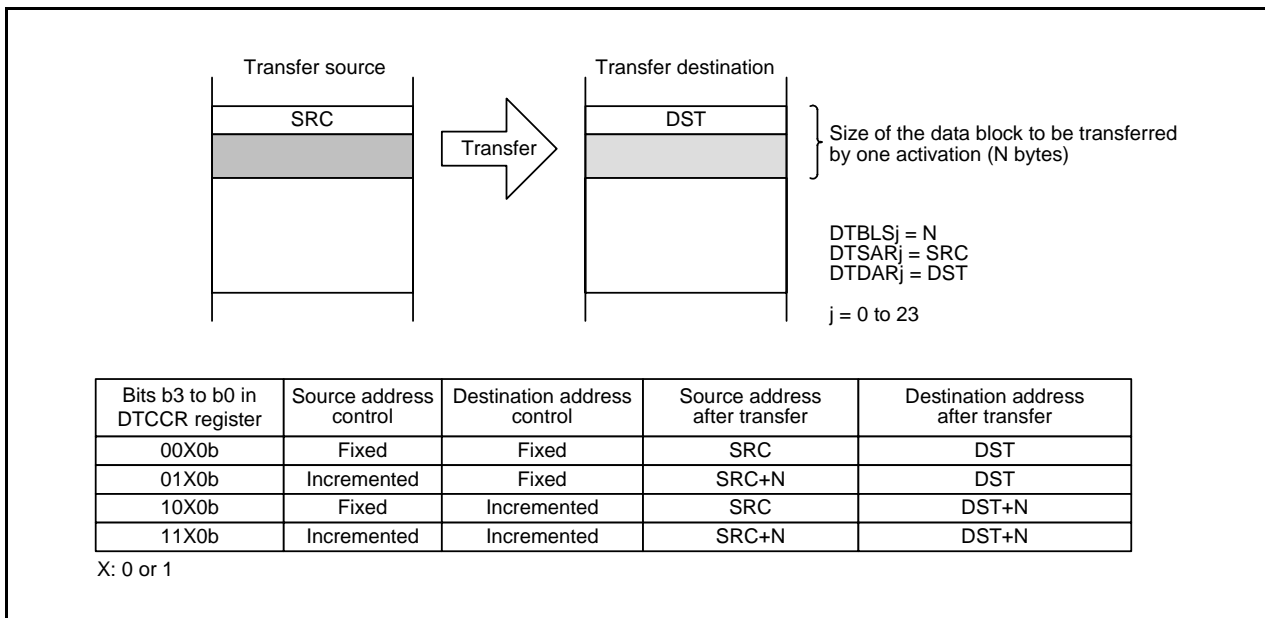 Transfer source
Transfer destination
SRC
DST
Transfer
Size of the data block to be transferred
by one activation (N bytes)
DTBLSj = N
DTSARj = SRC
DTDARj = DST
j = 0 to 23
Bits b3 to b0 in DTCCR register | Source address control | Destination address control | Source address after transfer | Destination address after transfer
00X0b | Fixed | Fixed | SRC | DST
01X0b | Incremented | Fixed | SRC+N | DST
10X0b | Fixed | Incremented | SRC | DST+N
11X0b | Incremented | Incremented | SRC+N | DST+N
X: 0 or 1